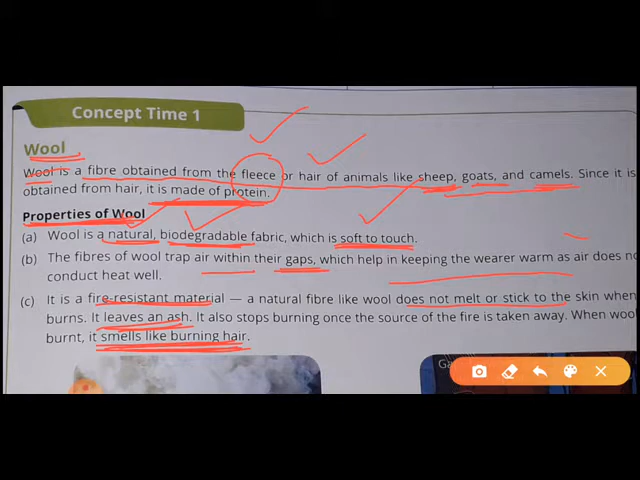 Concept Time 1
Wool
Wool is a fibre obtained from the fleece or hair of animals like sheep, goats, and camels. Since it is
obtained from hair, it is made of protein.
Properties of Wool
(a) Wool is a natural, biodegradable fabric, which is soft to touch.
(b) The fibres of wool trap air within their gaps, which help in keeping the wearer warm as air does no
conduct heat well.
(c) It is a fire-resistant material — a natural fibre like wool does not melt or stick to the skin when
burns. It leaves an ash. It also stops burning once the source of the fire is taken away. When woo
burnt, it smells like burning hair.
Ga